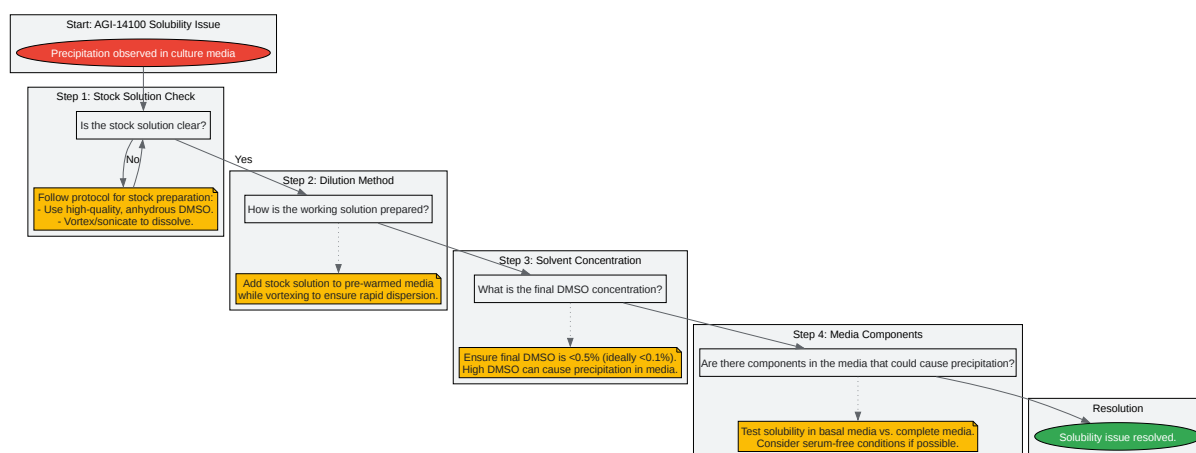 Start: AGI-14100 Solubility Issue
Precipitation observed in culture media
Step 1: Stock Solution Check
Is the stock solution clear?
No
Yes
Follow protocol for stock preparation:
- Use high-quality, anhydrous DMSO.
- Vortex/sonicate to dissolve.
Step 2: Dilution Method
How is the working solution prepared?
Add stock solution to pre-warmed media
while vortexing to ensure rapid dispersion.
Step 3: Solvent Concentration
What is the final DMSO concentration?
Ensure final DMSO is <0.5% (ideally <0.1%).
High DMSO can cause precipitation in media.
Step 4: Media Components
Are there components in the media that could cause precipitation?
Test solubility in basal media vs. complete media.
Consider serum-free conditions if possible.
Resolution
Solubility issue resolved.